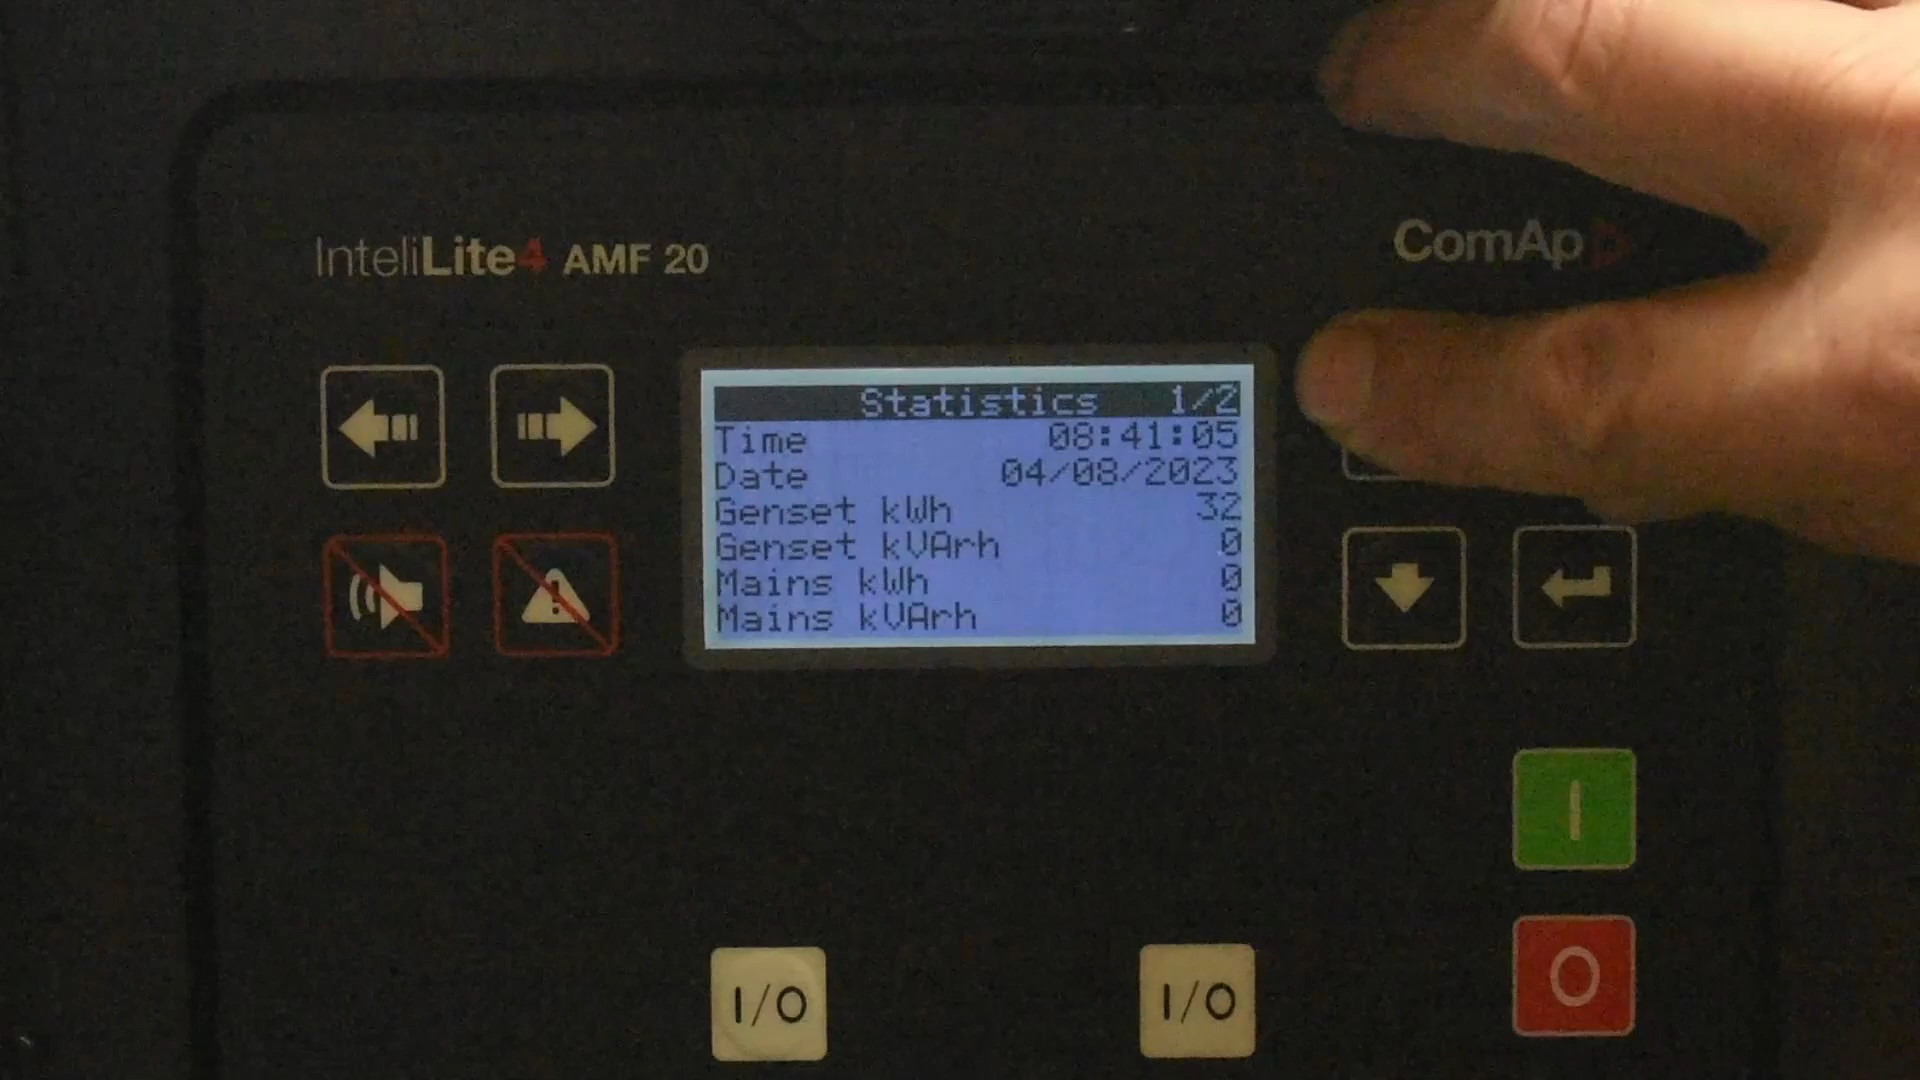 InteliLite4 AMF 20
ComAp
Statistics 1/2
Time 08:41:05
Date 04/08/2023
Genset kWh 32
Genset kVArh 0
Mains kWh 0
Mains kVArh 0
I
I/O
I/O
O